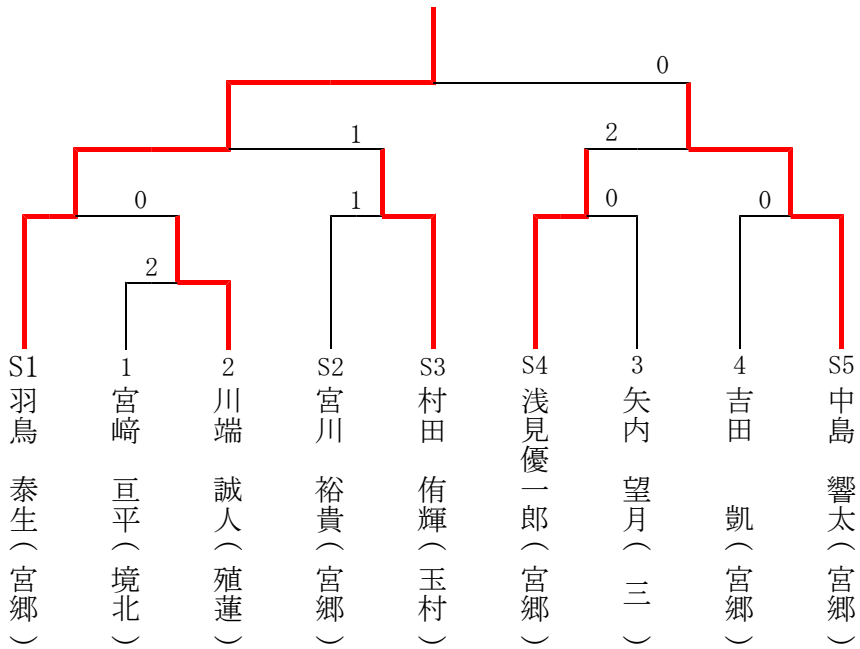 0
1
2
0
1
0
0
2
S1
羽鳥 泰生(宮郷)
1
宮﨑 亘平(境北)
2
川端 誠人(殖蓮)
S2
宮川 裕貴(宮郷)
S3
村田 侑輝(玉村)
S4
浅見優一郎(宮郷)
3
矢内 望月(三)
4
吉田 凱(宮郷)
S5
中島 響太(宮郷)